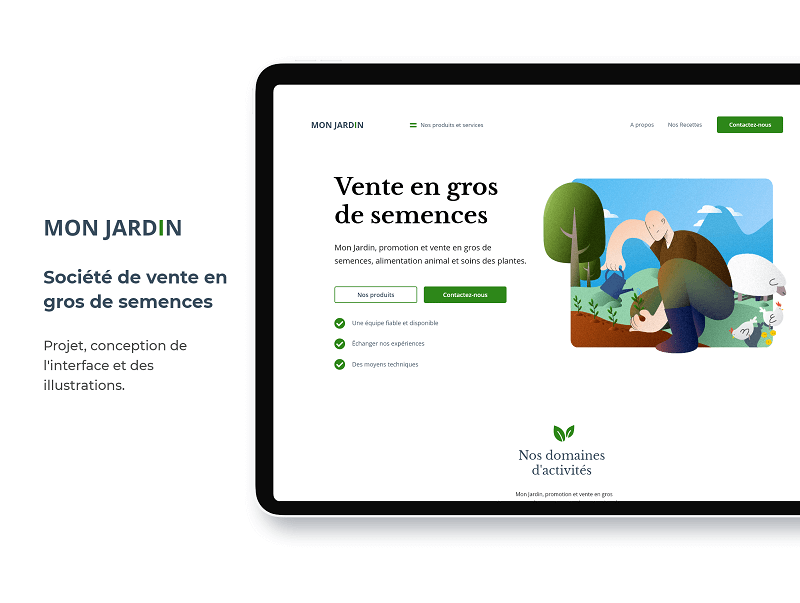 MON JARDIN
Société de vente en
gros de semences
Projet, conception de
l'interface et des
illustrations.
MON JARDIN
Nos produits et services
A propos
Nos Recettes
Contactez-nous
Vente en gros
de semences
Mon Jardin, promotion et vente en gros de
semences, alimentation animal et soins des plantes.
Nos produits
Contactez-nous
Une équipe fiable et disponible
Échanger nos expériences
Des moyens techniques
Nos domaines
d'activités
Mon Jardin, promotion et vente en gros